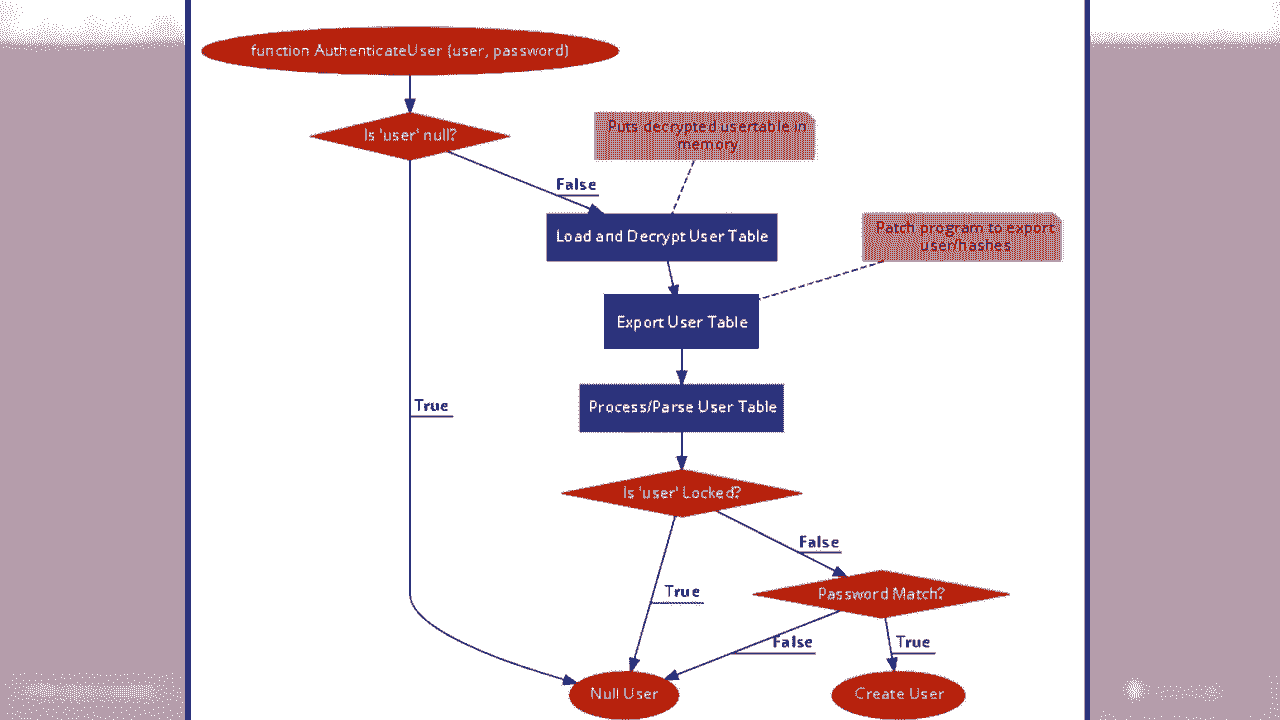 function AuthenticateUser (user, password)
Is 'user' null?
Puts decrypted usertable in
memory
False
Load and Decrypt User Table
Patch program to export
user/hashes
Export User Table
True
Process/Parse User Table
Is 'user' Locked?
False
True
Password Match?
False
True
Null User
Create User